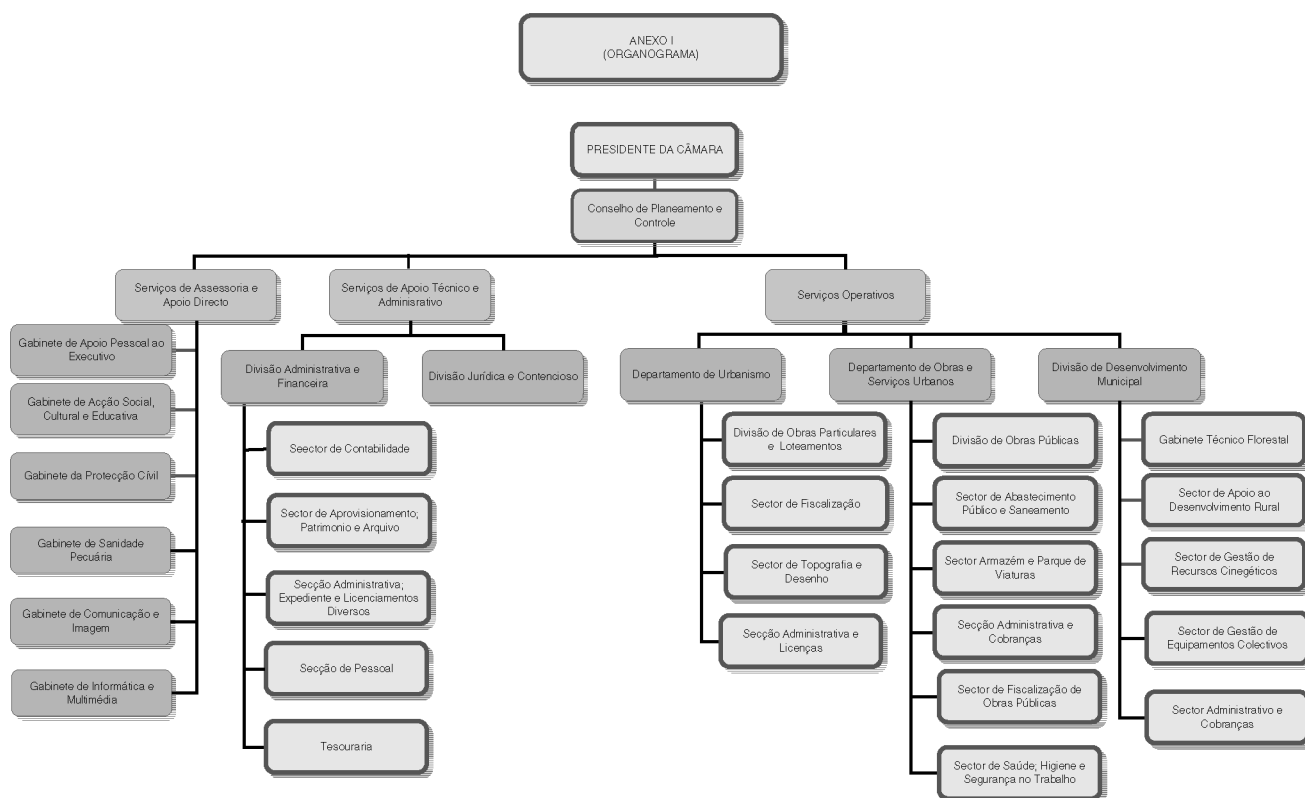 ANEXO I
(ORGANOGRAMA)
PRESIDENTE DA CÂMARA
Conselho de Planeamento e
Controle
Serviços de Assessoria e
Apoio Directo
Serviços de Apoio Técnico e
Adminisrativo
Serviços Operativos
Gabinete de Apoio Pessoal ao
Executivo
Gabinete de Acção Social,
Cultural e Educativa
Gabinete da Protecção Cívil
Gabinete de Sanidade
Pecuária
Gabinete de Comunicação e
Imagem
Gabinete de Informática e
Multimédia
Divisão Administrativa e
Financeira
Divisão Jurídica e Contencioso
Seector de Contabilidade
Sector de Aprovisionamento;
Patrimonio e Arquivo
Secção Administrativa;
Expediente e Licenciamentos
Diversos
Secção de Pessoal
Tesouraria
Departamento de Urbanismo
Departamento de Obras e
Serviços Urbanos
Divisão de Desenvolvimento
Municipal
Divisão de Obras Particulares
e Loteamentos
Sector de Fiscalização
Sector de Topografia e
Desenho
Secção Administrativa e
Licenças
Divisão de Obras Públicas
Sector de Abastecimento
Público e Saneamento
Sector Armazém e Parque de
Viaturas
Secção Administrativa e
Cobranças
Sector de Fiscalização de
Obras Públicas
Sector de Saúde; Higiene e
Segurança no Trabalho
Gabinete Técnico Florestal
Sector de Apoio ao
Desenvolvimento Rural
Sector de Gestão de
Recursos Cinegéticos
Sector de Gestão de
Equipamentos Colectivos
Sector Administrativo e
Cobranças